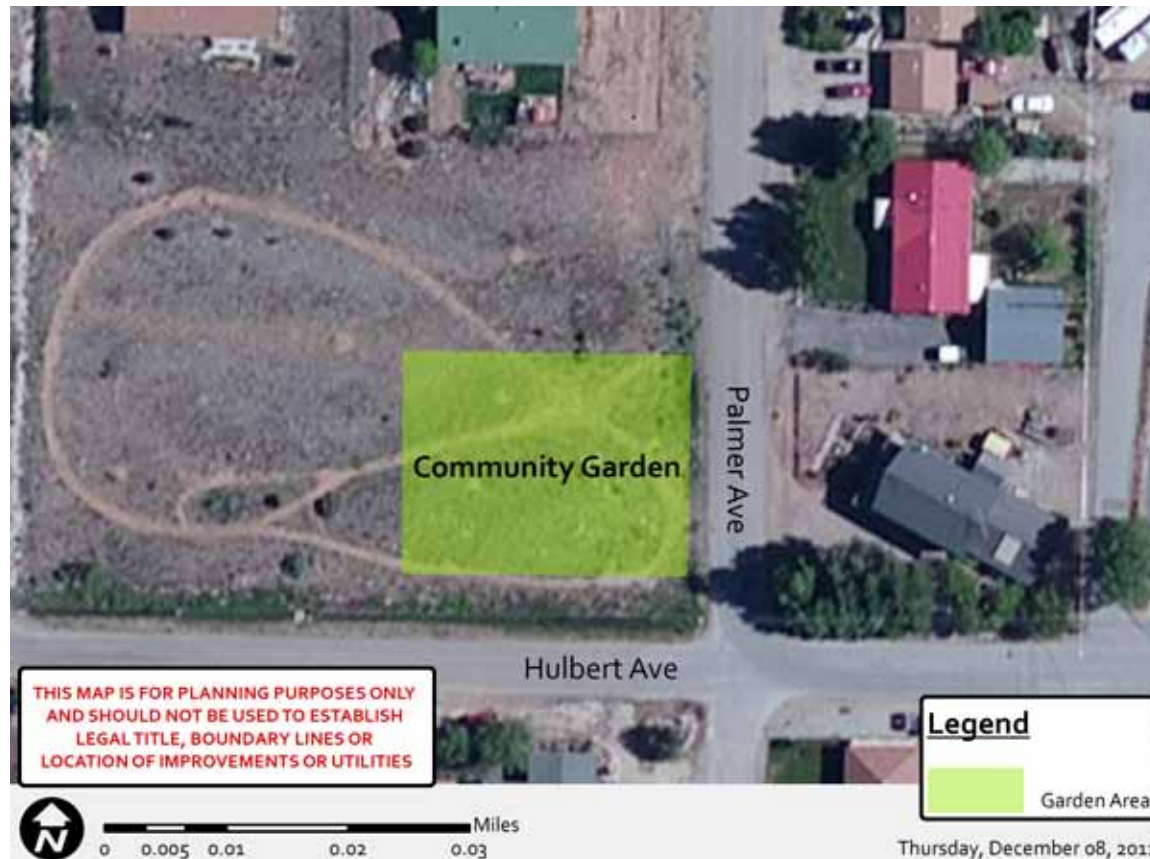 Community Garden
Palmer Ave
Hulbert Ave
THIS MAP IS FOR PLANNING PURPOSES ONLY
AND SHOULD NOT BE USED TO ESTABLISH
LEGAL TITLE, BOUNDARY LINES OR
LOCATION OF IMPROVEMENTS OR UTILITIES
Legend
Garden Area
N
Miles
0 0.005 0.01 0.02 0.03
Thursday, December 08,